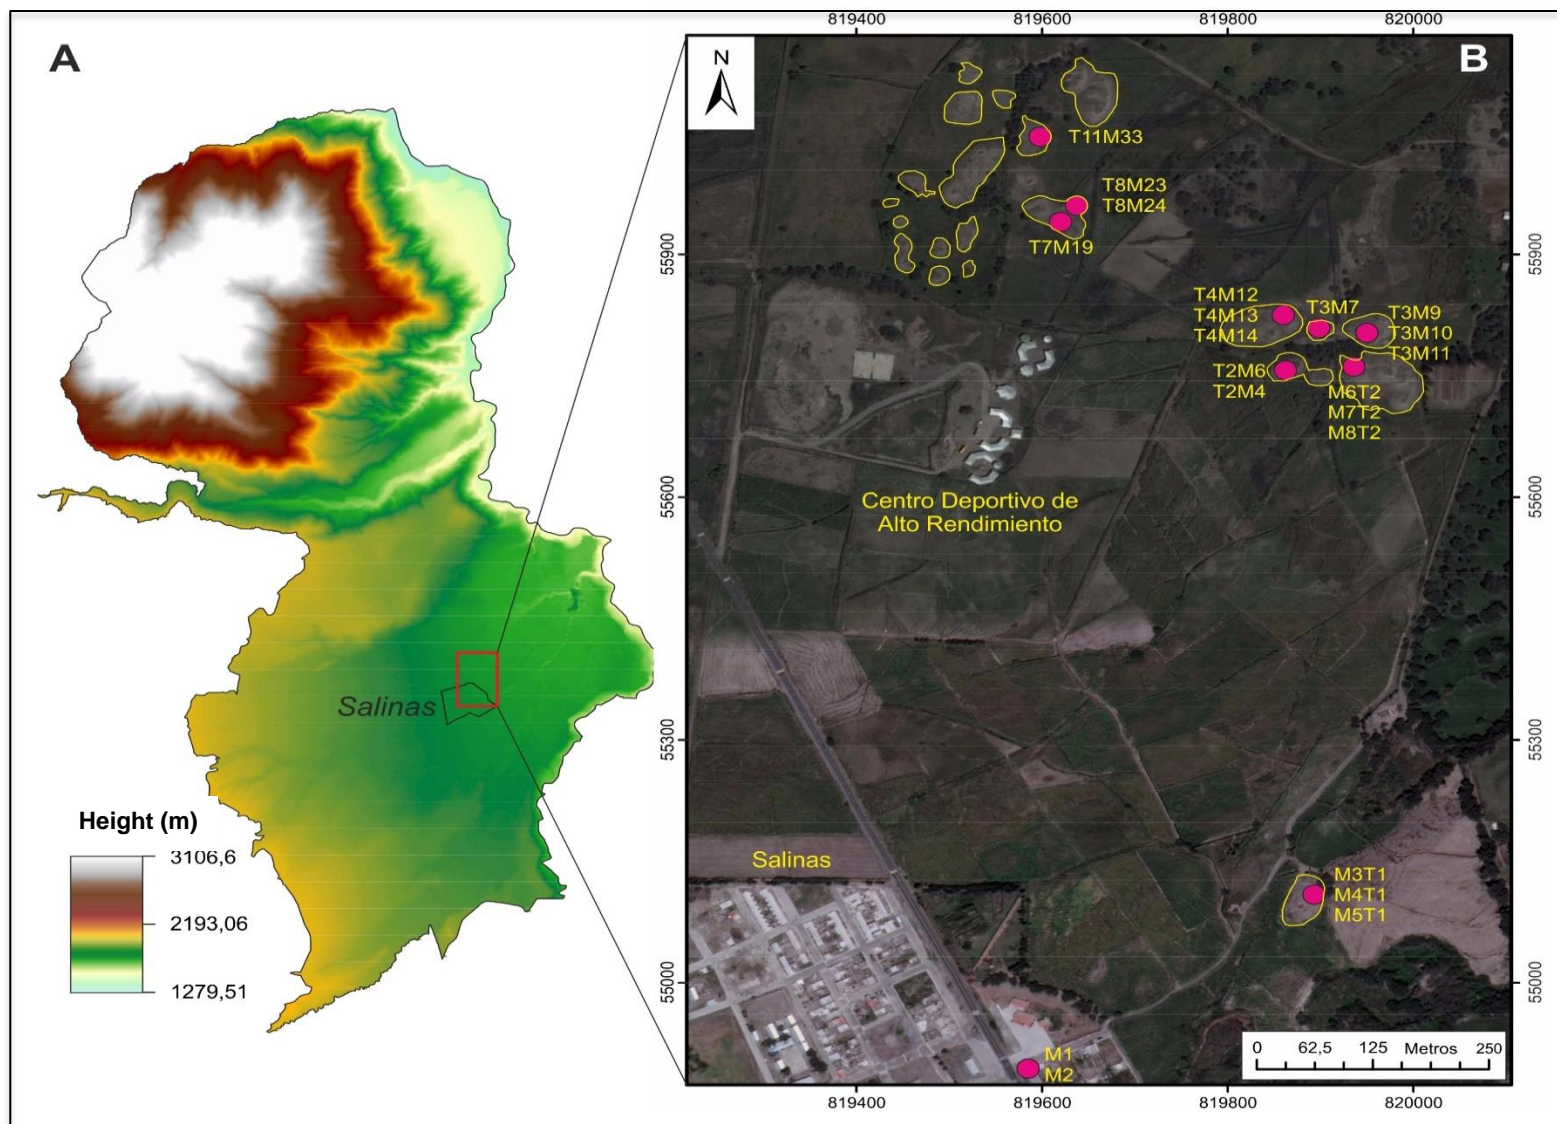 A
Salinas
Height (m)
3106,6
2193,06
1279,51
819400
819600
819800
820000
N
B
T11M33
T8M23
T8M24
T7M19
T4M12
T4M13
T4M14
T3M7
T3M9
T3M10
T3M11
T2M6
T2M4
M6T2
M7T2
M8T2
Centro Deportivo de
Alto Rendimiento
Salinas
M3T1
M4T1
M5T1
M1
M2
0 62,5 125 Metros 250
55900
55600
55300
55000
55900
55600
55300
55000
819400
819600
819800
820000